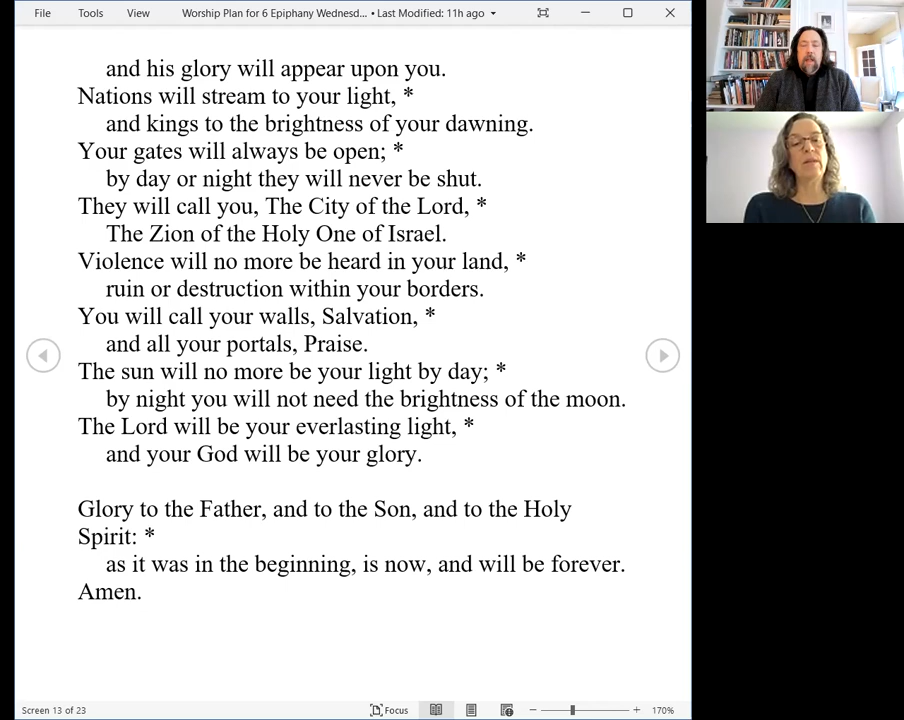 File Tools View Worship Plan for 6 Epiphany Wednesd... • Last Modified: 11h ago
and his glory will appear upon you.
Nations will stream to your light, *
and kings to the brightness of your dawning.
Your gates will always be open; *
by day or night they will never be shut.
They will call you, The City of the Lord, *
The Zion of the Holy One of Israel.
Violence will no more be heard in your land, *
ruin or destruction within your borders.
You will call your walls, Salvation, *
and all your portals, Praise.
The sun will no more be your light by day; *
by night you will not need the brightness of the moon.
The Lord will be your everlasting light, *
and your God will be your glory.
Glory to the Father, and to the Son, and to the Holy
Spirit: *
as it was in the beginning, is now, and will be forever.
Amen.
Screen 13 of 23 Focus 170%